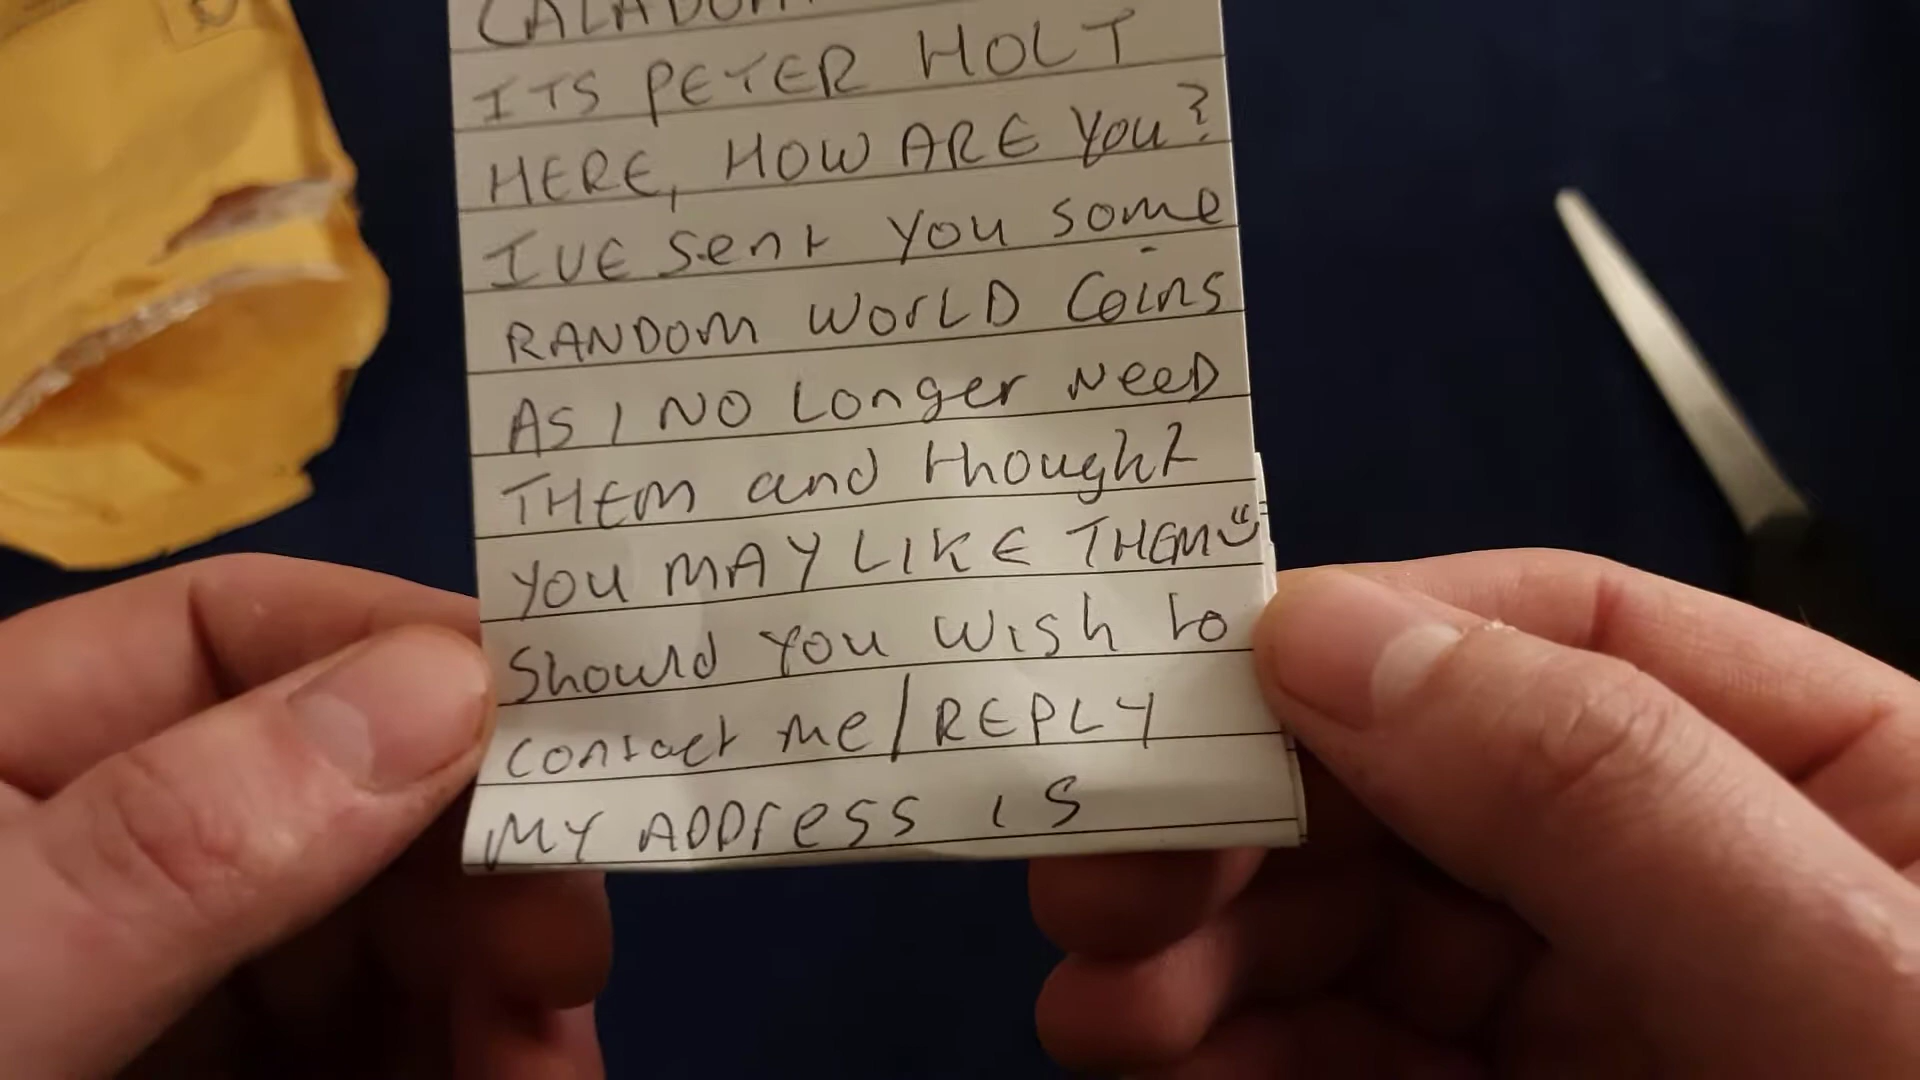 ITS PETER HOLT
HERE, HOW ARE You?
IVE Sent You some
RANDOM WorLD Coins
AS I NO Longer NeeD
THEM and thought
YOU MAY LIKE THEM
Should you wish to
contact me/REPLY
MY ADDress is